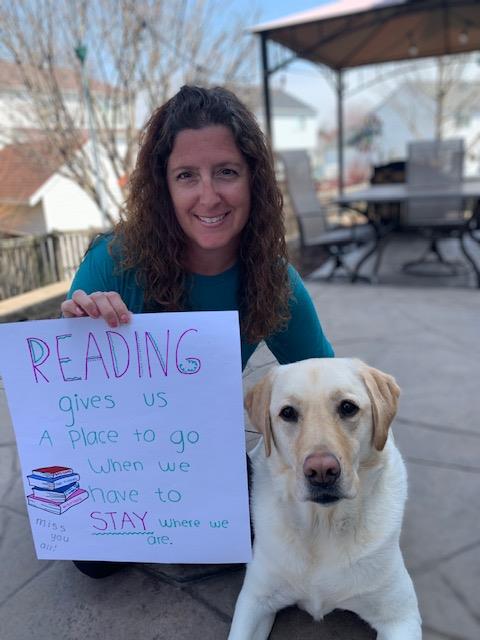 READING
gives us
A Place to go
When we
have to
STAY where we
are.
miss
you
all!